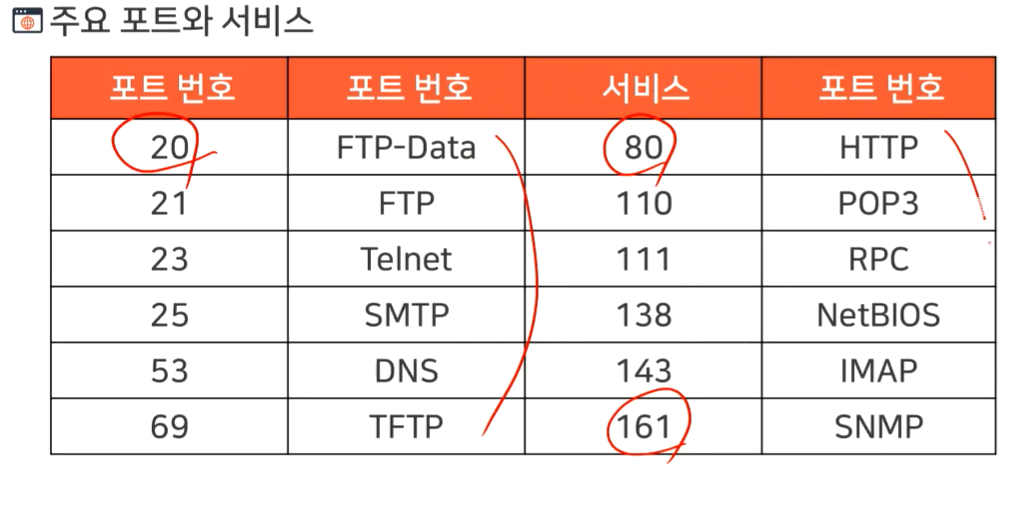 주요 포트와 서비스
포트 번호 포트 번호 서비스 포트 번호
20 FTP-Data 80 HTTP
21 FTP 110 POP3
23 Telnet 111 RPC
25 SMTP 138 NetBIOS
53 DNS 143 IMAP
69 TFTP 161 SNMP